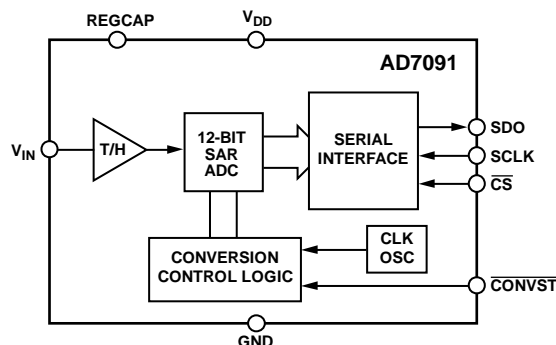 REGCAP
VDD
AD7091
VIN
T/H
12-BIT
SAR
ADC
SERIAL
INTERFACE
SDO
SCLK
CS
CLK
OSC
CONVERSION
CONTROL LOGIC
CONVST
GND